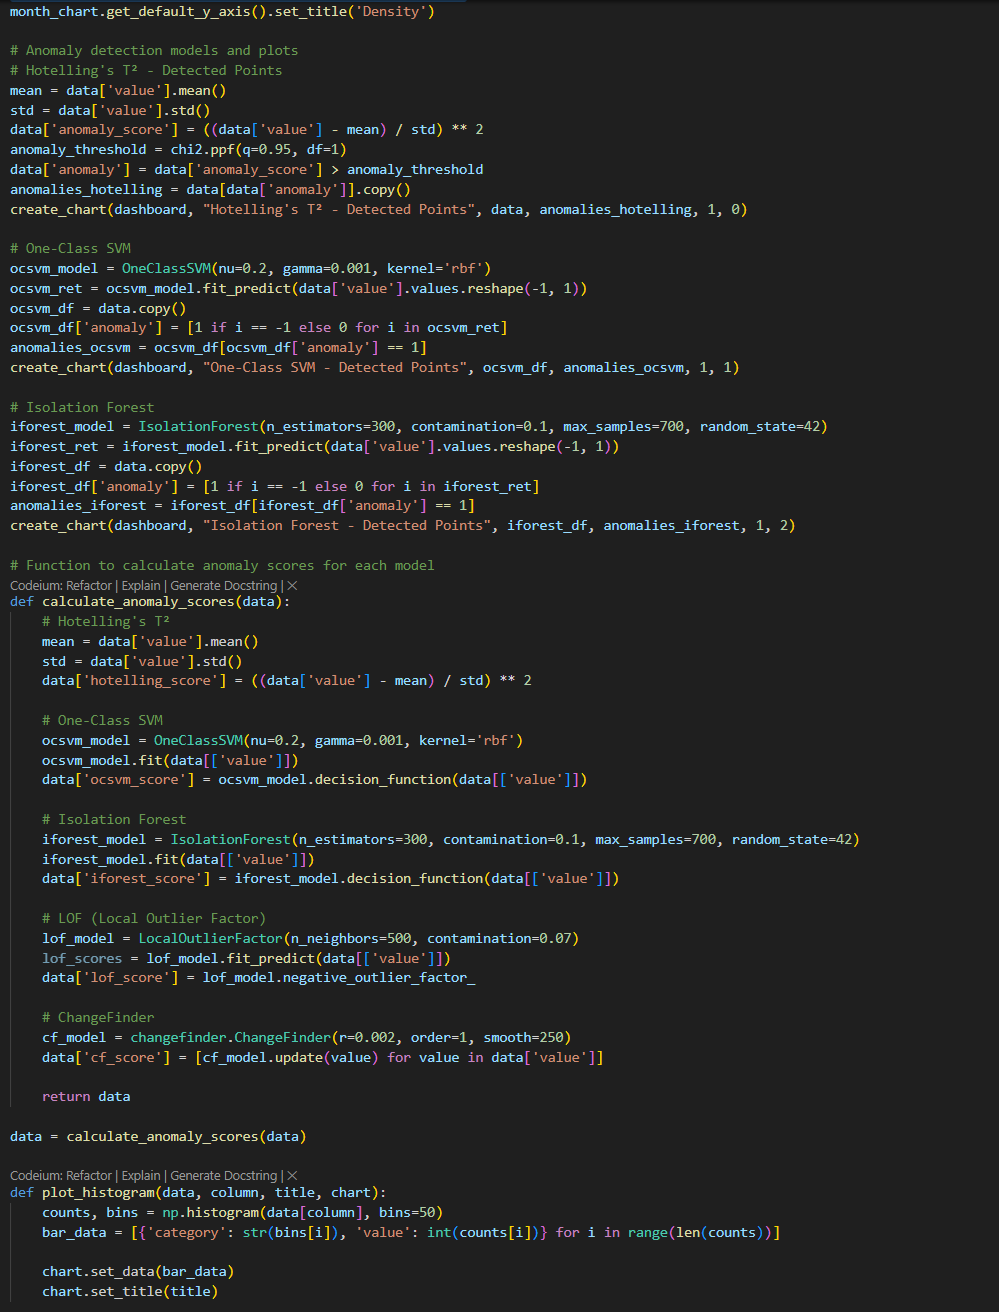 month_chart.get_default_y_axis().set_title('Density')
# Anomaly detection models and plots
# Hotelling's T² - Detected Points
mean = data['value'].mean()
std = data['value'].std()
data['anomaly_score'] = ((data['value'] - mean) / std) ** 2
anomaly_threshold = chi2.ppf(q=0.95, df=1)
data['anomaly'] = data['anomaly_score'] > anomaly_threshold
anomalies_hotelling = data[data['anomaly']].copy()
create_chart(dashboard, "Hotelling's T² - Detected Points", data, anomalies_hotelling, 1, 0)
# One-Class SVM
ocsvm_model = OneClassSVM(nu=0.2, gamma=0.001, kernel='rbf')
ocsvm_ret = ocsvm_model.fit_predict(data['value'].values.reshape(-1, 1))
ocsvm_df = data.copy()
ocsvm_df['anomaly'] = [1 if i == -1 else 0 for i in ocsvm_ret]
anomalies_ocsvm = ocsvm_df[ocsvm_df['anomaly'] == 1]
create_chart(dashboard, "One-Class SVM - Detected Points", ocsvm_df, anomalies_ocsvm, 1, 1)
# Isolation Forest
iforest_model = IsolationForest(n_estimators=300, contamination=0.1, max_samples=700, random_state=42)
iforest_ret = iforest_model.fit_predict(data['value'].values.reshape(-1, 1))
iforest_df = data.copy()
iforest_df['anomaly'] = [1 if i == -1 else 0 for i in iforest_ret]
anomalies_iforest = iforest_df[iforest_df['anomaly'] == 1]
create_chart(dashboard, "Isolation Forest - Detected Points", iforest_df, anomalies_iforest, 1, 2)
# Function to calculate anomaly scores for each model
Codeium: Refactor | Explain | Generate Docstring | ×
def calculate_anomaly_scores(data):
    # Hotelling's T²
    mean = data['value'].mean()
    std = data['value'].std()
    data['hotelling_score'] = ((data['value'] - mean) / std) ** 2
    # One-Class SVM
    ocsvm_model = OneClassSVM(nu=0.2, gamma=0.001, kernel='rbf')
    ocsvm_model.fit(data[['value']])
    data['ocsvm_score'] = ocsvm_model.decision_function(data[['value']])
    # Isolation Forest
    iforest_model = IsolationForest(n_estimators=300, contamination=0.1, max_samples=700, random_state=42)
    iforest_model.fit(data[['value']])
    data['iforest_score'] = iforest_model.decision_function(data[['value']])
    # LOF (Local Outlier Factor)
    lof_model = LocalOutlierFactor(n_neighbors=500, contamination=0.07)
    lof_scores = lof_model.fit_predict(data[['value']])
    data['lof_score'] = lof_model.negative_outlier_factor_
    # ChangeFinder
    cf_model = changefinder.ChangeFinder(r=0.002, order=1, smooth=250)
    data['cf_score'] = [cf_model.update(value) for value in data['value']]
    return data
data = calculate_anomaly_scores(data)
Codeium: Refactor | Explain | Generate Docstring | ×
def plot_histogram(data, column, title, chart):
    counts, bins = np.histogram(data[column], bins=50)
    bar_data = [{'category': str(bins[i]), 'value': int(counts[i])} for i in range(len(counts))]
    chart.set_data(bar_data)
    chart.set_title(title)